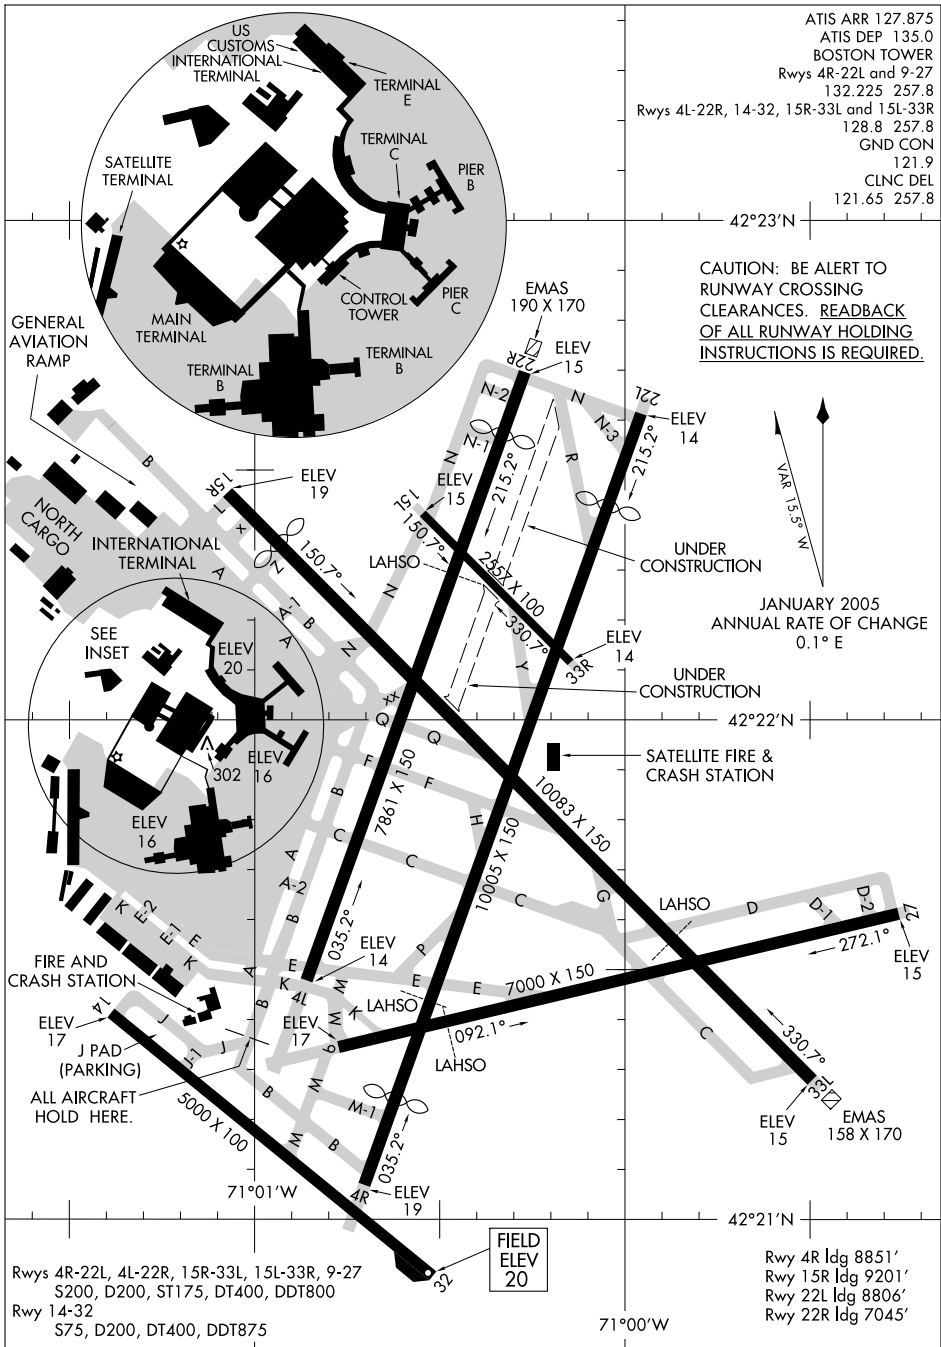 ATIS ARR 127.875
ATIS DEP 135.0
BOSTON TOWER
Rwys 4R-22L and 9-27
132.225 257.8
Rwys 4L-22R, 14-32, 15R-33L and 15L-33R
128.8 257.8
GND CON
121.9
CLNC DEL
121.65 257.8
US
CUSTOMS
INTERNATIONAL
TERMINAL
TERMINAL
E
TERMINAL
C
PIER
B
SATELLITE
TERMINAL
MAIN
TERMINAL
CONTROL
TOWER
PIER
C
TERMINAL
B
TERMINAL
B
42°23'N
CAUTION: BE ALERT TO
RUNWAY CROSSING
CLEARANCES. READBACK
OF ALL RUNWAY HOLDING
INSTRUCTIONS IS REQUIRED.
EMAS
190 X 170
GENERAL
AVIATION
RAMP
22R
ELEV
15
22L
ELEV
14
N-2
N
N-3
N-1
N
N
R
215.2°
215.2°
VAR 15.5° W
JANUARY 2005
ANNUAL RATE OF CHANGE
0.1° E
B
15R
ELEV
19
L
x
N
150.7°
ELEV
15
15L
150.7°
LAHSO
2557 X 100
330.7°
33R
ELEV
14
UNDER
CONSTRUCTION
UNDER
CONSTRUCTION
NORTH
CARGO
INTERNATIONAL
TERMINAL
A
A-1
A
B
N
N
Y
SEE
INSET
ELEV
20
ELEV
16
302
ELEV
16
42°22'N
Q
Q
F
F
B
H
C
C
C
G
7861 X 150
10005 X 150
10083 X 150
SATELLITE FIRE &
CRASH STATION
A
A-2
B
035.2°
K
E-2
E-1
E
K
A
B
E
K
4L
ELEV
14
M
M
K
P
E
E
LAHSO
D
D-1
D-2
27
272.1°
ELEV
15
7000 X 150
FIRE AND
CRASH STATION
14
ELEV
17
J
J PAD
(PARKING)
J-1
J
ALL AIRCRAFT
HOLD HERE.
ELEV
17
9
LAHSO
092.1°
LAHSO
C
330.7°
33L
ELEV
15
EMAS
158 X 170
B
M
M-1
M
B
5000 X 100
035.2°
4R
ELEV
19
71°01'W
42°21'N
32
FIELD
ELEV
20
71°00'W
Rwys 4R-22L, 4L-22R, 15R-33L, 15L-33R, 9-27
S200, D200, ST175, DT400, DDT800
Rwy 14-32
S75, D200, DT400, DDT875
Rwy 4R ldg 8851'
Rwy 15R ldg 9201'
Rwy 22L ldg 8806'
Rwy 22R ldg 7045'